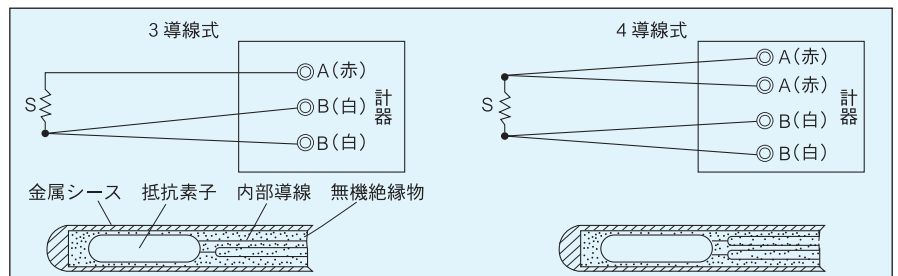 3導線式
S
A(赤)
B(白)
B(白)
計器
4導線式
S
A(赤)
A(赤)
B(白)
B(白)
計器
金属シース 抵抗素子 内部導線 無機絶縁物